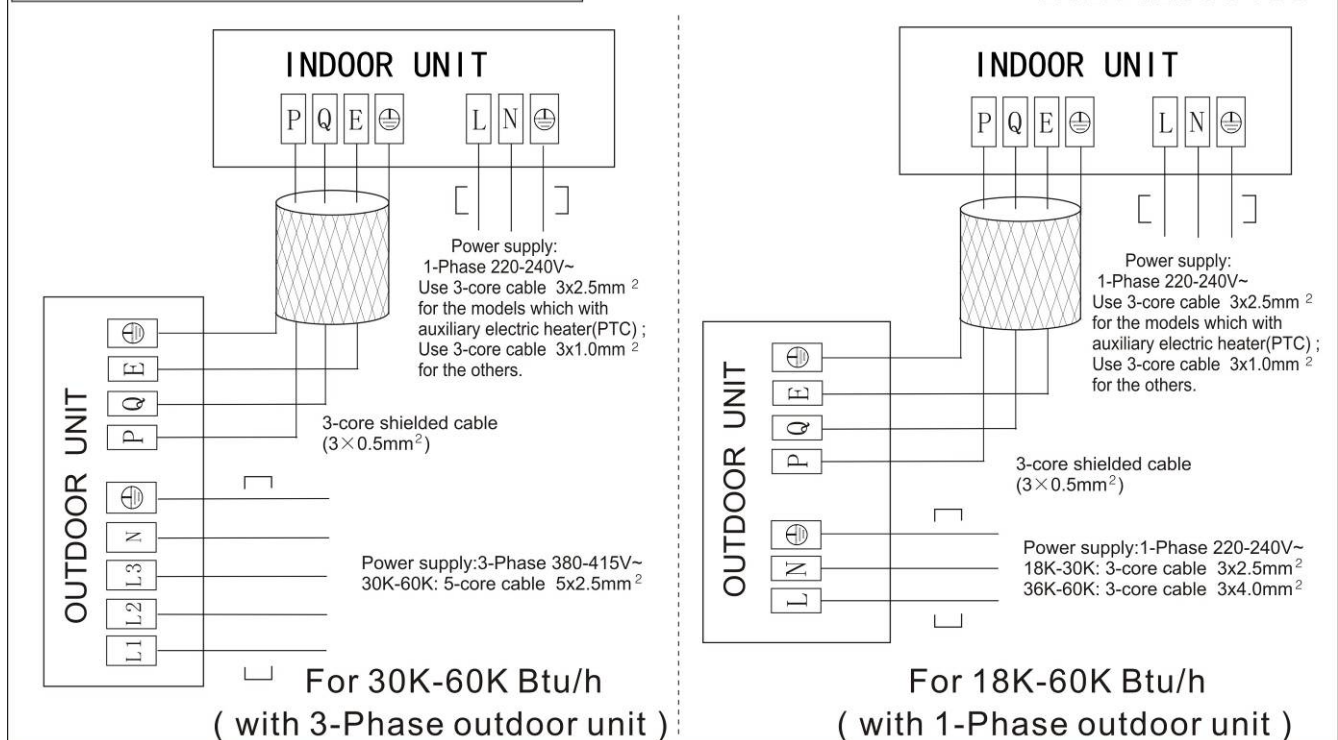 INDOOR UNIT
P Q E L N
Power supply:
1-Phase 220-240V~
Use 3-core cable 3x2.5mm ²
for the models which with
auxiliary electric heater(PTC) ;
Use 3-core cable 3x1.0mm ²
for the others.
OUTDOOR UNIT
E
Q
P
N
L3
L2
L1
3-core shielded cable
(3×0.5mm²)
Power supply:3-Phase 380-415V~
30K-60K: 5-core cable 5x2.5mm²
For 30K-60K Btu/h
( with 3-Phase outdoor unit )
INDOOR UNIT
P Q E L N
Power supply:
1-Phase 220-240V~
Use 3-core cable 3x2.5mm ²
for the models which with
auxiliary electric heater(PTC) ;
Use 3-core cable 3x1.0mm ²
for the others.
OUTDOOR UNIT
E
Q
P
N
L
3-core shielded cable
(3×0.5mm²)
Power supply:1-Phase 220-240V~
18K-30K: 3-core cable 3x2.5mm²
36K-60K: 3-core cable 3x4.0mm²
For 18K-60K Btu/h
( with 1-Phase outdoor unit )